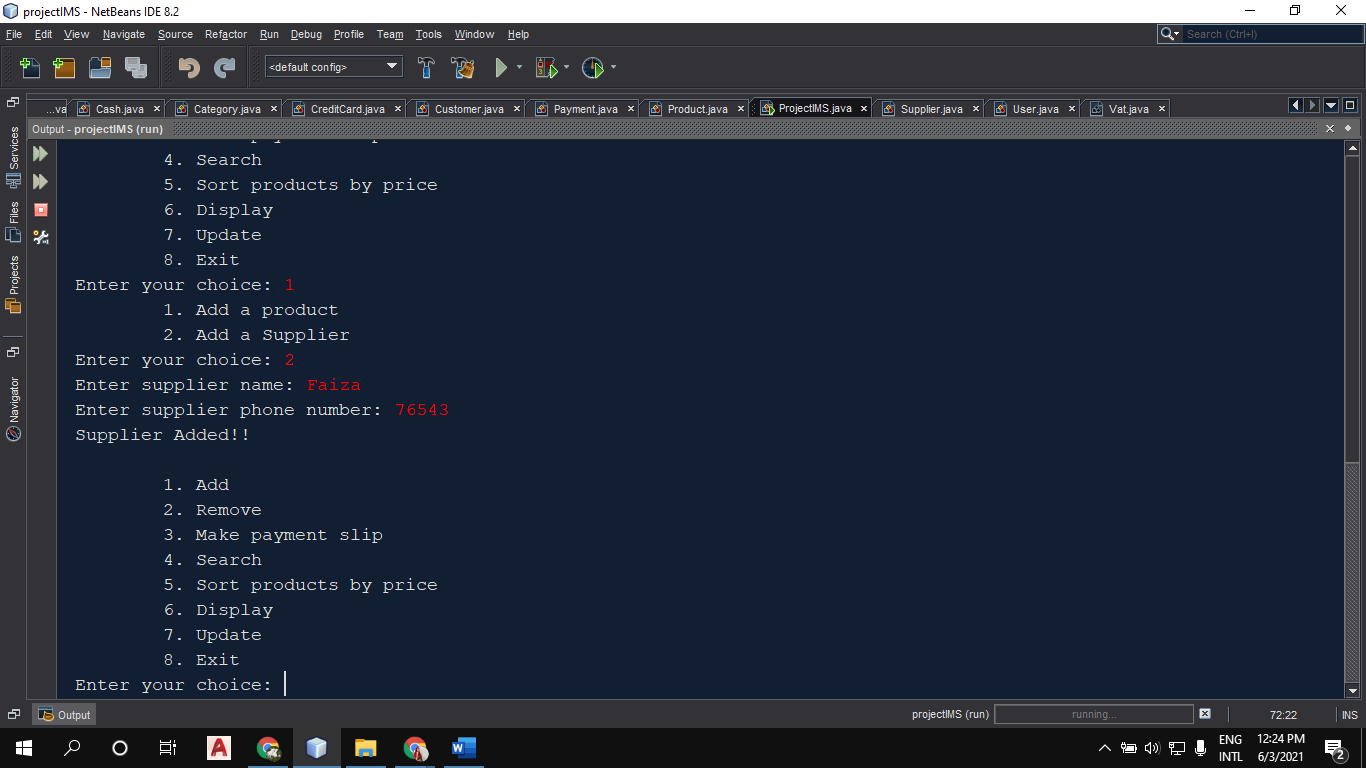 projectIMS - NetBeans IDE 8.2
File Edit View Navigate Source Refactor Run Debug Profile Team Tools Window Help
Search (Ctrl+I)
<default config>
...va Cash.java Category.java CreditCard.java Customer.java Payment.java Product.java ProjectIMS.java Supplier.java User.java Vat.java
Output - projectIMS (run)
Services
Files
Projects
Navigator
4. Search
5. Sort products by price
6. Display
7. Update
8. Exit
Enter your choice: 1
1. Add a product
2. Add a Supplier
Enter your choice: 2
Enter supplier name: Faiza
Enter supplier phone number: 76543
Supplier Added!!
1. Add
2. Remove
3. Make payment slip
4. Search
5. Sort products by price
6. Display
7. Update
8. Exit
Enter your choice:
Output
projectIMS (run) running... 72:22 INS
ENG
INTL
12:24 PM
6/3/2021
2